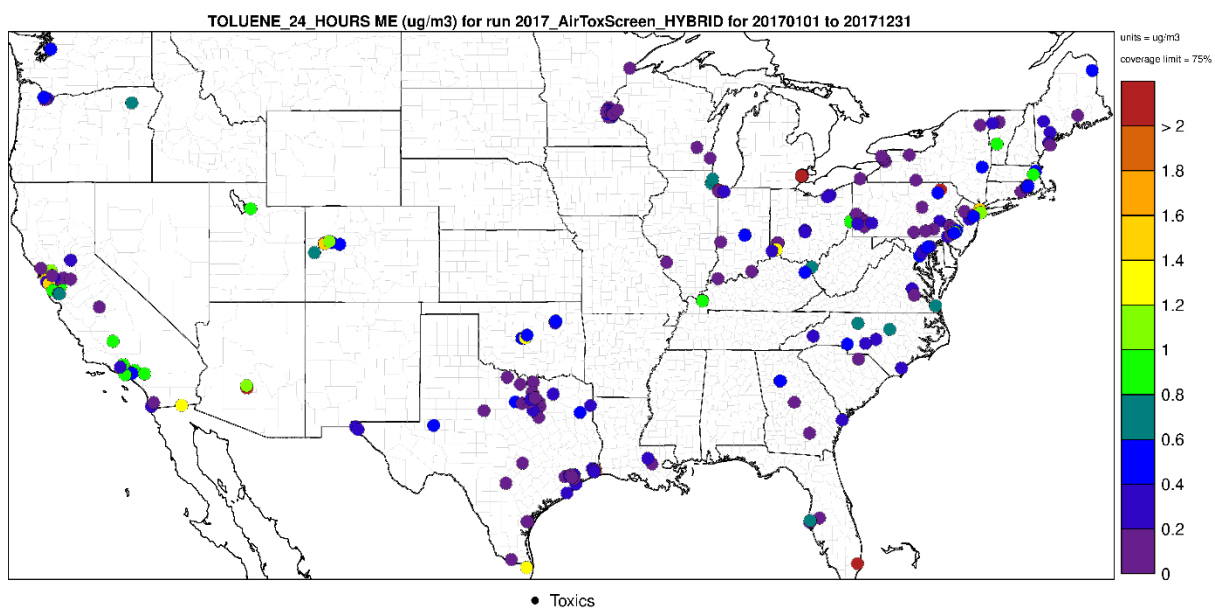 TOLUENE_24_HOURS ME (ug/m3) for run 2017_AirToxScreen_HYBRID for 20170101 to 20171231
units = ug/m3
coverage limit = 75%
> 2
1.8
1.6
1.4
1.2
1
0.8
0.6
0.4
0.2
0
Toxics